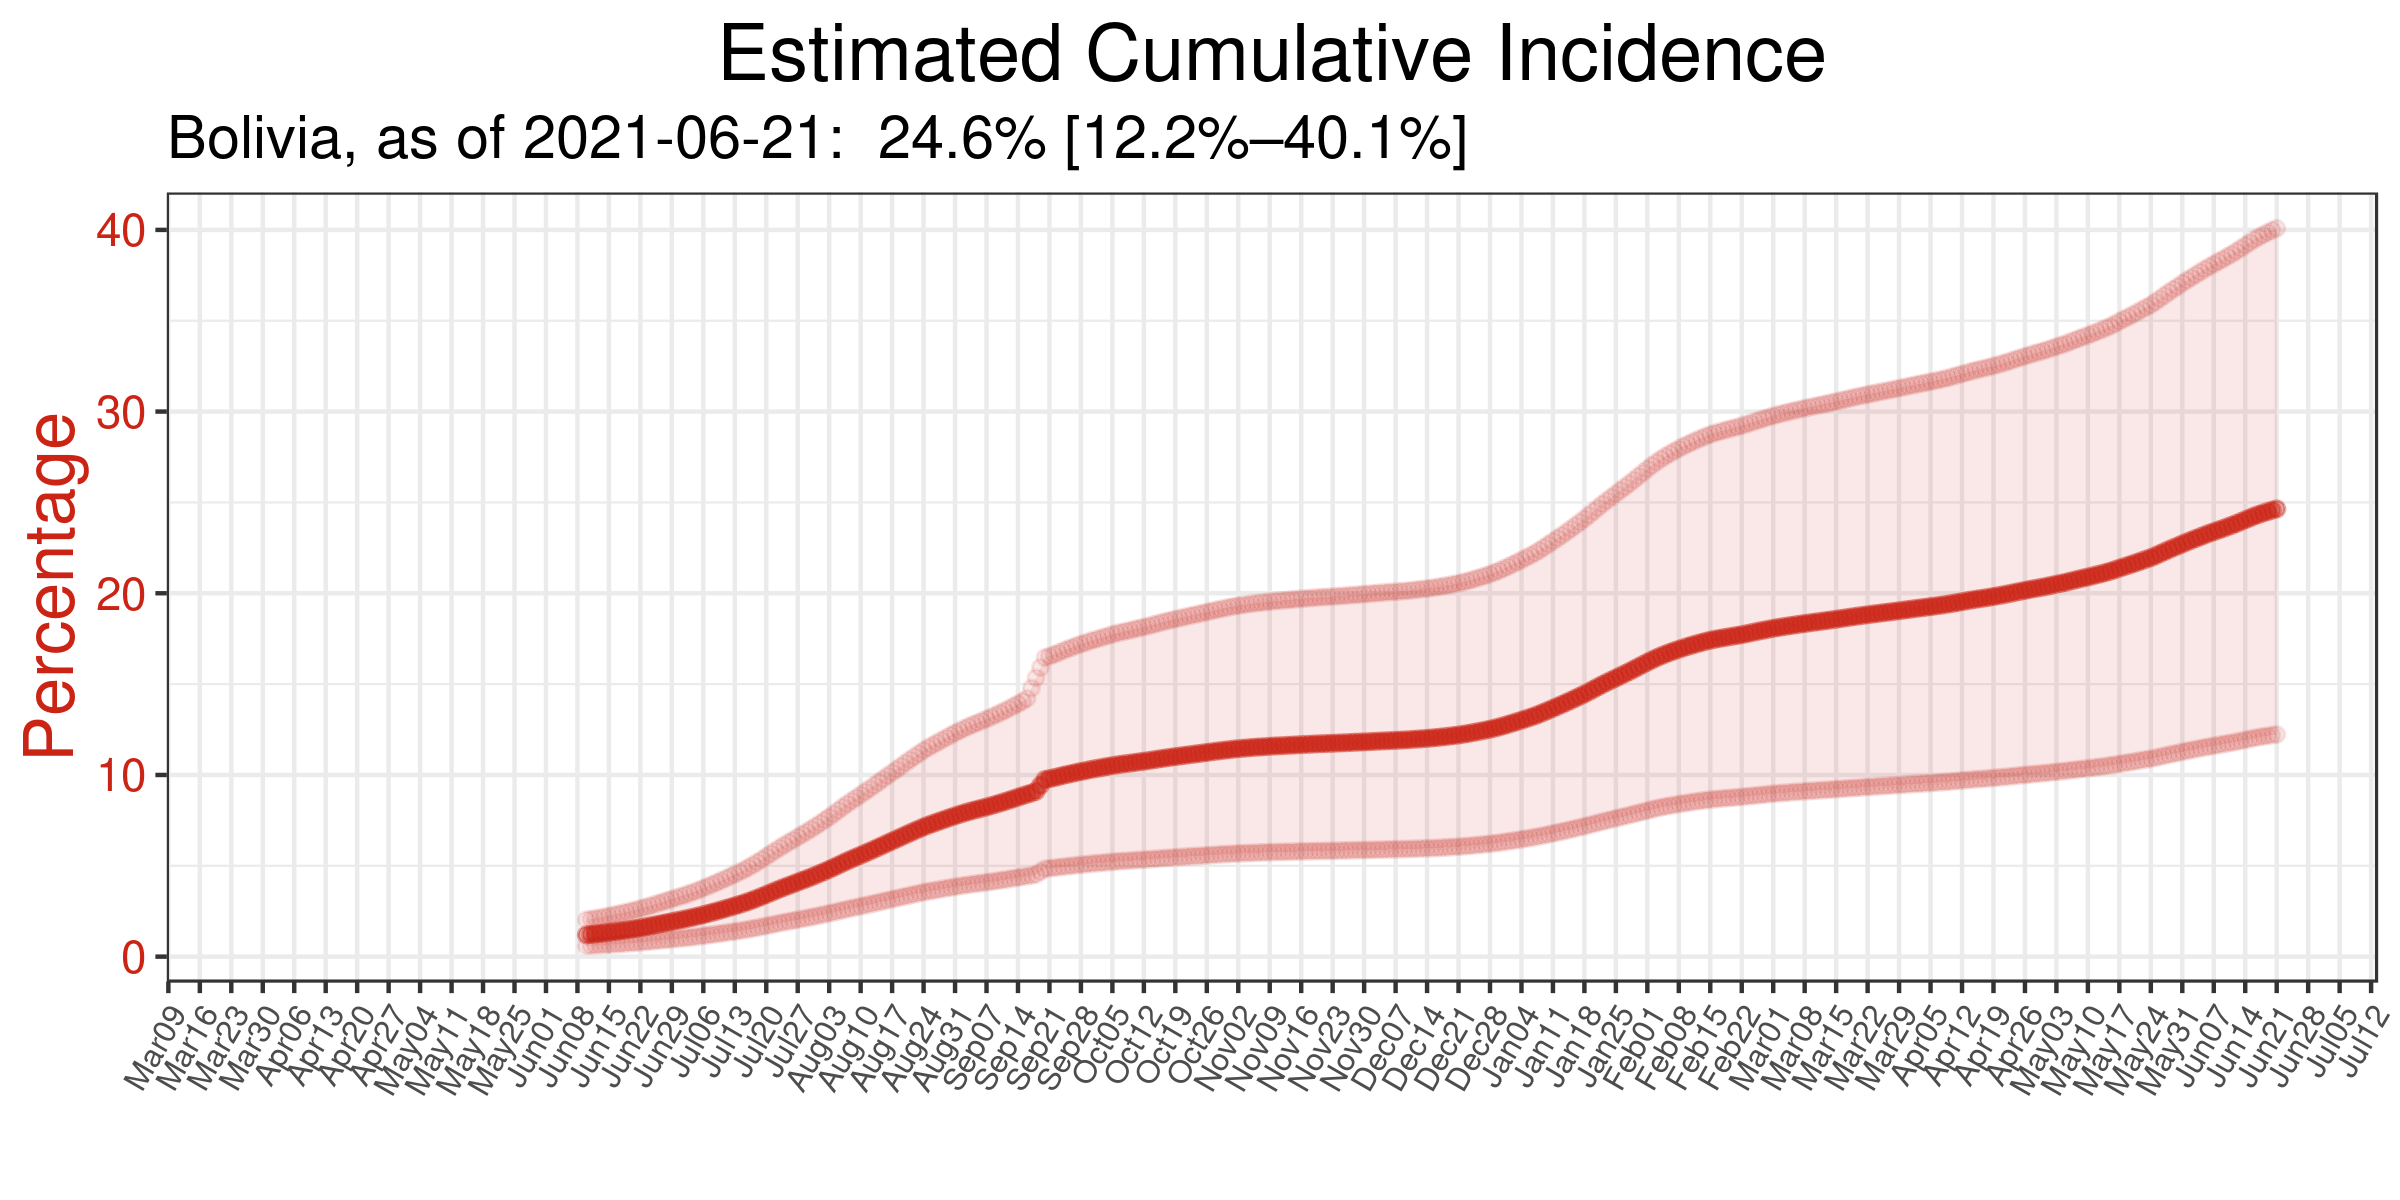 Estimated Cumulative Incidence
Bolivia, as of 2021-06-21:  24.6% [12.2%–40.1%]
Percentage
40
30
20
10
0
Mar09
Mar16
Mar23
Mar30
Apr06
Apr13
Apr20
Apr27
May04
May11
May18
May25
Jun01
Jun08
Jun15
Jun22
Jun29
Jul06
Jul13
Jul20
Jul27
Aug03
Aug10
Aug17
Aug24
Aug31
Sep07
Sep14
Sep21
Sep28
Oct05
Oct12
Oct19
Oct26
Nov02
Nov09
Nov16
Nov23
Nov30
Dec07
Dec14
Dec21
Dec28
Jan04
Jan11
Jan18
Jan25
Feb01
Feb08
Feb15
Feb22
Mar01
Mar08
Mar15
Mar22
Mar29
Apr05
Apr12
Apr19
Apr26
May03
May10
May17
May24
May31
Jun07
Jun14
Jun21
Jun28
Jul05
Jul12